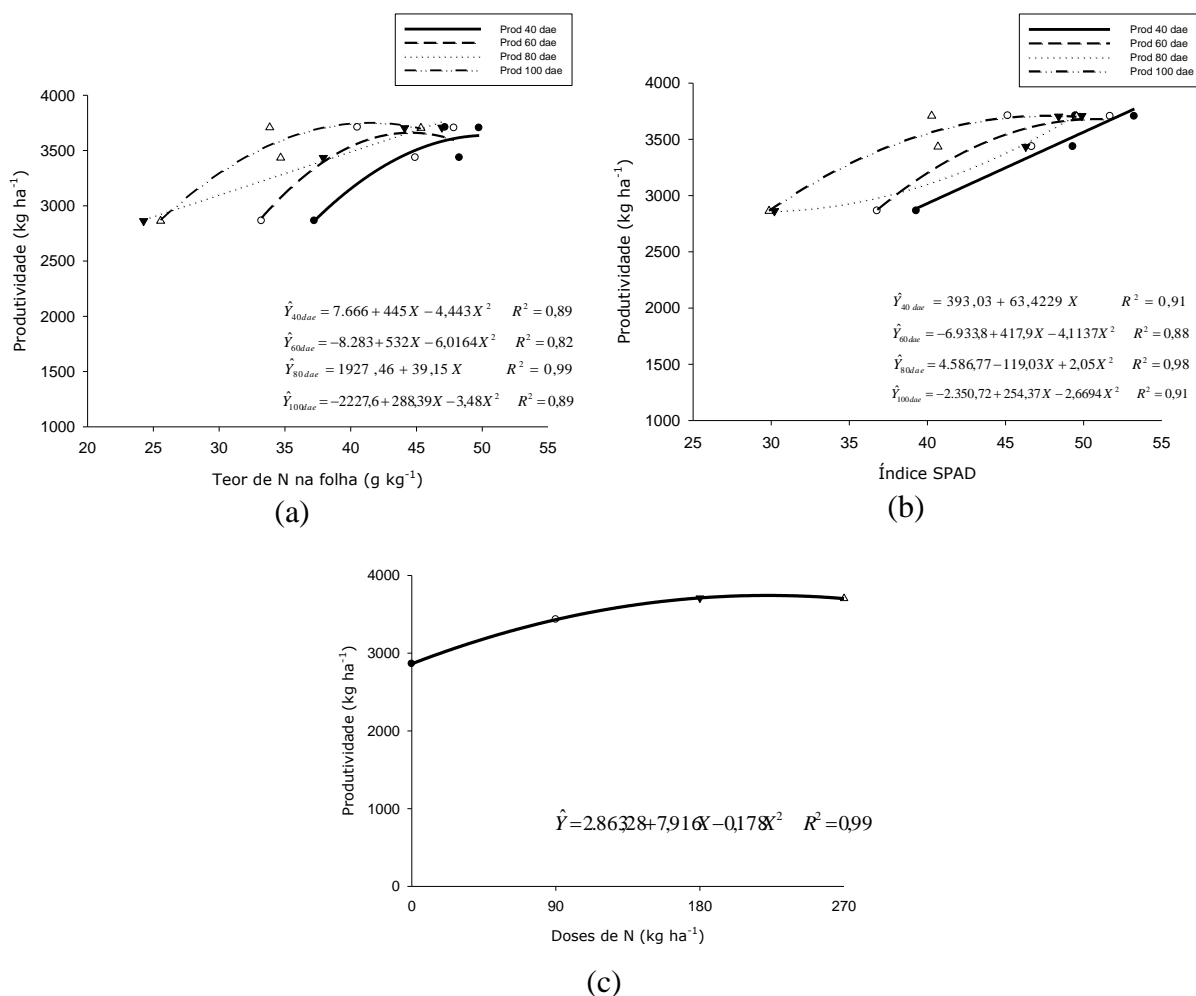 Prod 40 dae
Prod 60 dae
Prod 80 dae
Prod 100 dae
4000
3500
3000
2500
2000
1500
1000
Produtividade (kg ha⁻¹)
Ŷ40dae = 7.666 + 445X − 4,443X² R² = 0,89
Ŷ60dae = −8.283 + 532X − 6,0164X² R² = 0,82
Ŷ80dae = 1927,46 + 39,15X R² = 0,99
Ŷ100dae = −2227,6 + 288,39X − 3,48X² R² = 0,89
20 25 30 35 40 45 50 55
Teor de N na folha (g kg⁻¹)
(a)
Prod 40 dae
Prod 60 dae
Prod 80 dae
Prod 100 dae
4000
3500
3000
2500
2000
1500
1000
Produtividade (kg ha⁻¹)
Ŷ40dae = 393,03 + 63,4229 X R² = 0,91
Ŷ60dae = −6.933,8 + 417,9X − 4,1137X² R² = 0,88
Ŷ80dae = 4.586,77 − 119,03X + 2,05X² R² = 0,98
Ŷ100dae = −2.350,72 + 254,37X − 2,6694X² R² = 0,91
25 30 35 40 45 50 55
Índice SPAD
(b)
4000
3000
2000
1000
0
Produtividade (kg ha⁻¹)
Ŷ = 2.863,28 + 7,916X − 0,178X² R² = 0,99
0 90 180 270
Doses de N (kg ha⁻¹)
(c)